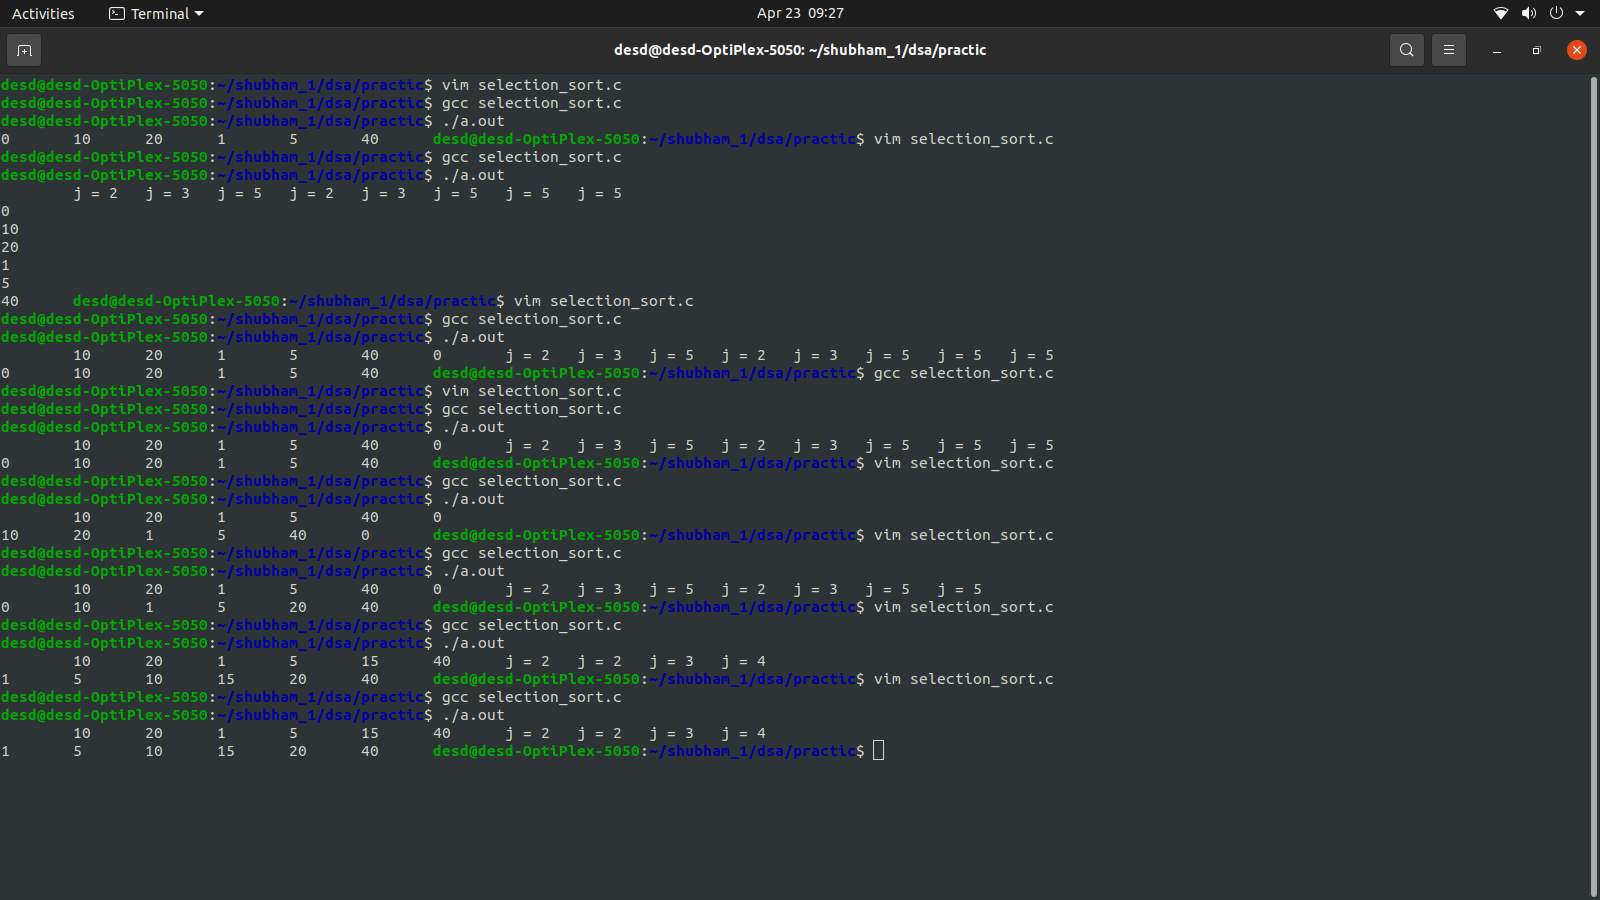 Activities Terminal Apr 23 09:27
desd@desd-OptiPlex-5050: ~/shubham_1/dsa/practic
desd@desd-OptiPlex-5050:~/shubham_1/dsa/practic$ vim selection_sort.c
desd@desd-OptiPlex-5050:~/shubham_1/dsa/practic$ gcc selection_sort.c
desd@desd-OptiPlex-5050:~/shubham_1/dsa/practic$ ./a.out
0 10 20 1 5 40 desd@desd-OptiPlex-5050:~/shubham_1/dsa/practic$ vim selection_sort.c
desd@desd-OptiPlex-5050:~/shubham_1/dsa/practic$ gcc selection_sort.c
desd@desd-OptiPlex-5050:~/shubham_1/dsa/practic$ ./a.out
j = 2 j = 3 j = 5 j = 2 j = 3 j = 5 j = 5 j = 5
0
10
20
1
5
40 desd@desd-OptiPlex-5050:~/shubham_1/dsa/practic$ vim selection_sort.c
desd@desd-OptiPlex-5050:~/shubham_1/dsa/practic$ gcc selection_sort.c
desd@desd-OptiPlex-5050:~/shubham_1/dsa/practic$ ./a.out
10 20 1 5 40 0 j = 2 j = 3 j = 5 j = 2 j = 3 j = 5 j = 5 j = 5
0 10 20 1 5 40 desd@desd-OptiPlex-5050:~/shubham_1/dsa/practic$ gcc selection_sort.c
desd@desd-OptiPlex-5050:~/shubham_1/dsa/practic$ vim selection_sort.c
desd@desd-OptiPlex-5050:~/shubham_1/dsa/practic$ gcc selection_sort.c
desd@desd-OptiPlex-5050:~/shubham_1/dsa/practic$ ./a.out
10 20 1 5 40 0 j = 2 j = 3 j = 5 j = 2 j = 3 j = 5 j = 5 j = 5
0 10 20 1 5 40 desd@desd-OptiPlex-5050:~/shubham_1/dsa/practic$ vim selection_sort.c
desd@desd-OptiPlex-5050:~/shubham_1/dsa/practic$ gcc selection_sort.c
desd@desd-OptiPlex-5050:~/shubham_1/dsa/practic$ ./a.out
10 20 1 5 40 0
10 20 1 5 40 0 desd@desd-OptiPlex-5050:~/shubham_1/dsa/practic$ vim selection_sort.c
desd@desd-OptiPlex-5050:~/shubham_1/dsa/practic$ gcc selection_sort.c
desd@desd-OptiPlex-5050:~/shubham_1/dsa/practic$ ./a.out
10 20 1 5 40 0 j = 2 j = 3 j = 5 j = 2 j = 3 j = 5 j = 5
0 10 1 5 20 40 desd@desd-OptiPlex-5050:~/shubham_1/dsa/practic$ vim selection_sort.c
desd@desd-OptiPlex-5050:~/shubham_1/dsa/practic$ gcc selection_sort.c
desd@desd-OptiPlex-5050:~/shubham_1/dsa/practic$ ./a.out
10 20 1 5 15 40 j = 2 j = 2 j = 3 j = 4
1 5 10 15 20 40 desd@desd-OptiPlex-5050:~/shubham_1/dsa/practic$ vim selection_sort.c
desd@desd-OptiPlex-5050:~/shubham_1/dsa/practic$ gcc selection_sort.c
desd@desd-OptiPlex-5050:~/shubham_1/dsa/practic$ ./a.out
10 20 1 5 15 40 j = 2 j = 2 j = 3 j = 4
1 5 10 15 20 40 desd@desd-OptiPlex-5050:~/shubham_1/dsa/practic$